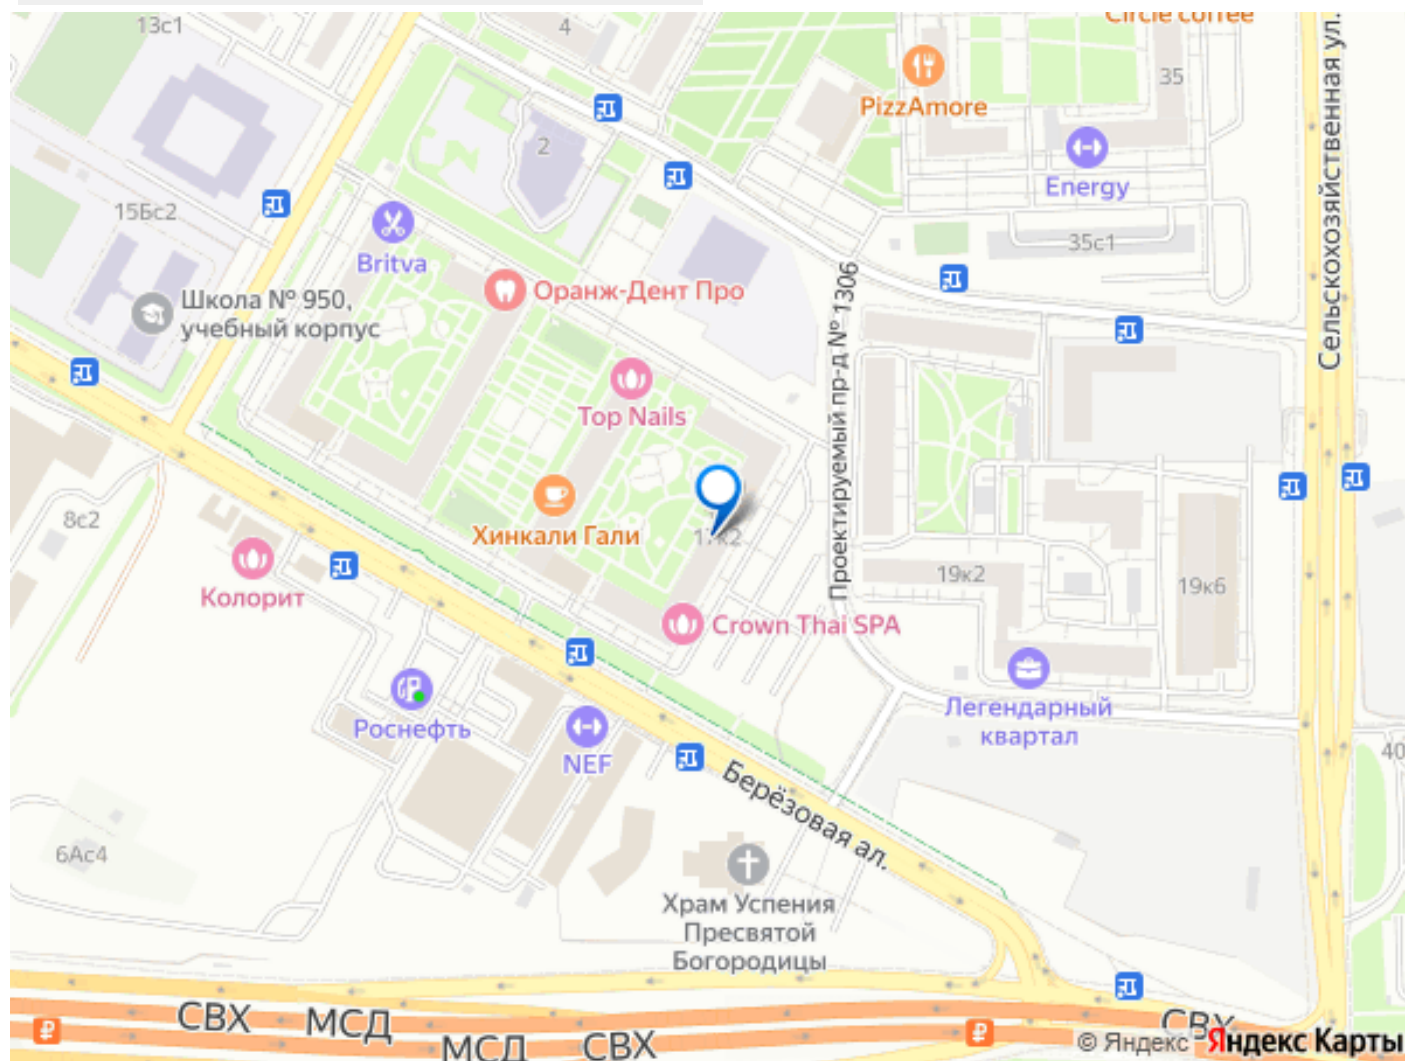 13с1
4
Circle coffee
35
PizzAmore
2
Energy
15Бс2
35с1
Britva
Оранж-Дент Про
Школа № 950,
учебный корпус
Сельскохозяйственная ул.
Проектируемый пр-д № 1306
Top Nails
8с2
Хинкали Гали
17к2
19к2
19к6
Колорит
Crown Thai SPA
Легендарный
квартал
Роснефть
NEF
Берёзовая ал.
40
6Ас4
Храм Успения
Пресвятой
Богородицы
СВХ
МСД
МСД
СВХ
СВХ
© Яндекс Яндекс Карты